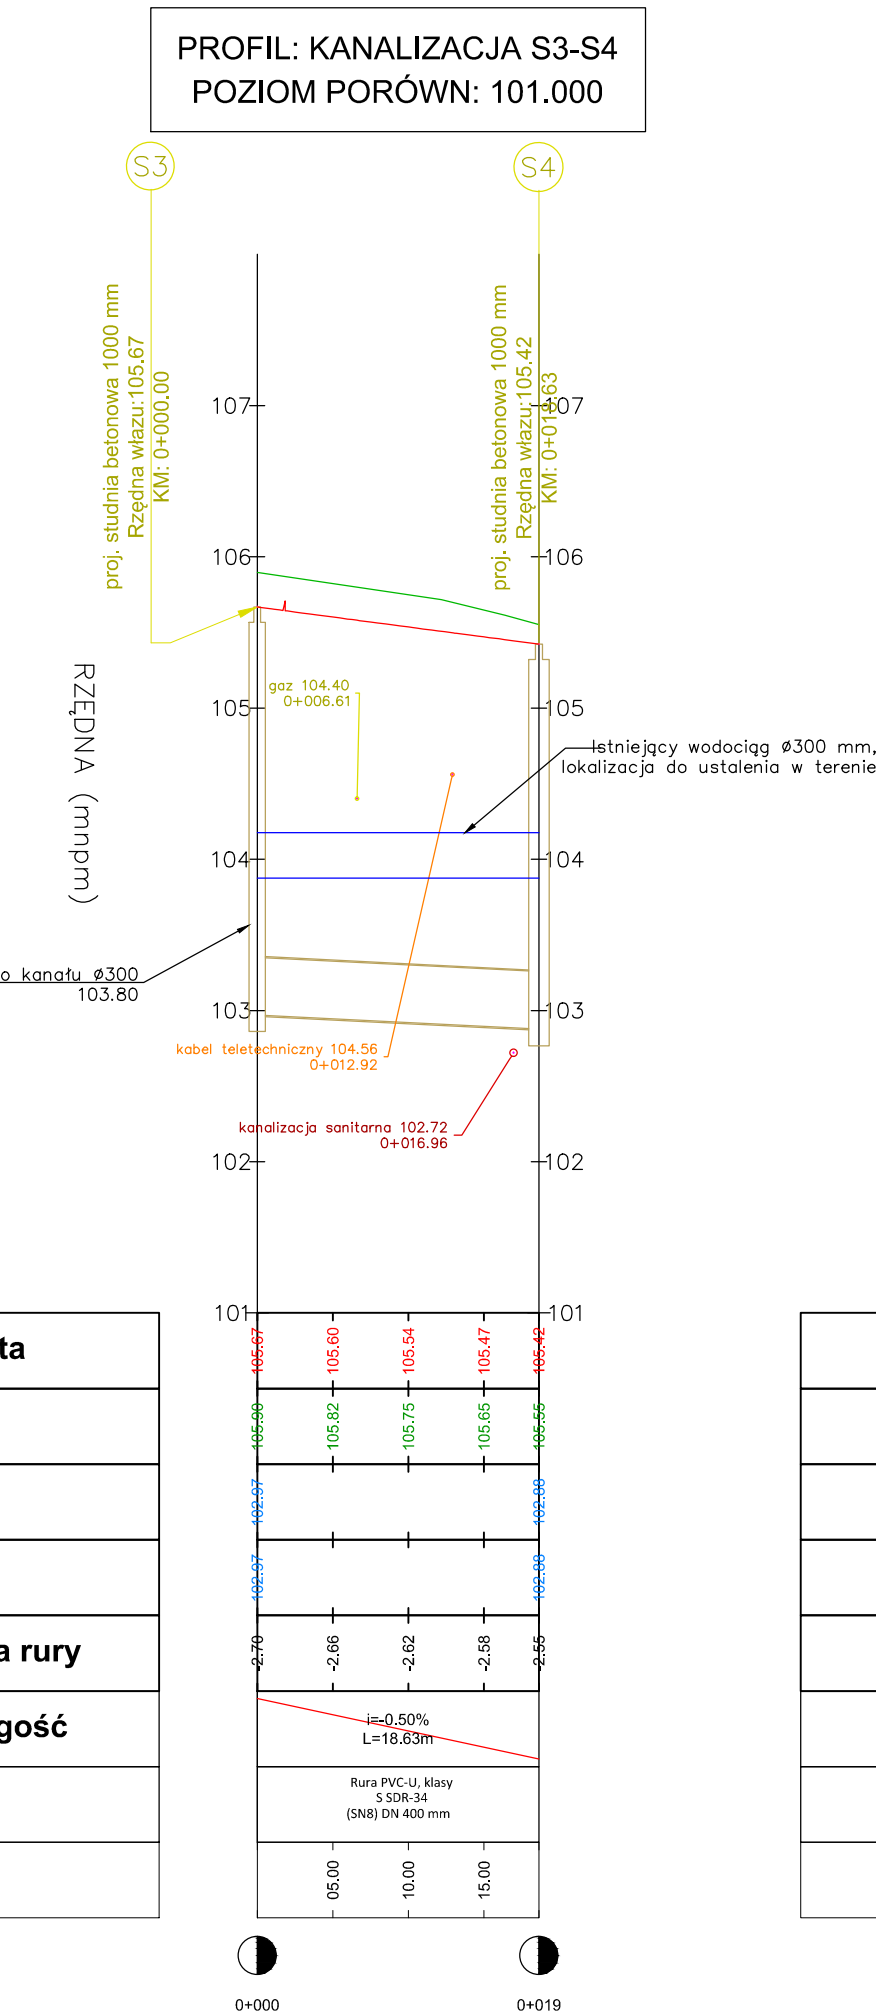 PROFIL: KANALIZACJA S3-S4
POZIOM PORÓWN: 101.000
S3
S4
proj. studnia betonowa 1000 mm
Rzędna włazu:105.67
KM: 0+000.00
proj. studnia betonowa 1000 mm
Rzędna włazu:105.42
KM: 0+018.63
107
107
106
106
105
105
104
104
103
103
102
102
101
101
RZĘDNA (mnpm)
gaz 104.40
0+006.61
Istniejący wodociąg Ø300 mm,
lokalizacja do ustalenia w terenie
o kanału Ø300
103.80
kabel teletechniczny 104.56
0+012.92
kanalizacja sanitarna 102.72
0+016.96
ta
105.67 105.60 105.54 105.47 105.42
105.90 105.82 105.75 105.65 105.55
102.97 102.88
102.97 102.88
a rury
-2.70 -2.66 -2.62 -2.58 -2.55
gość
i=-0.50%
L=18.63m
Rura PVC-U, klasy
S SDR-34
(SN8) DN 400 mm
05.00 10.00 15.00
0+000
0+019